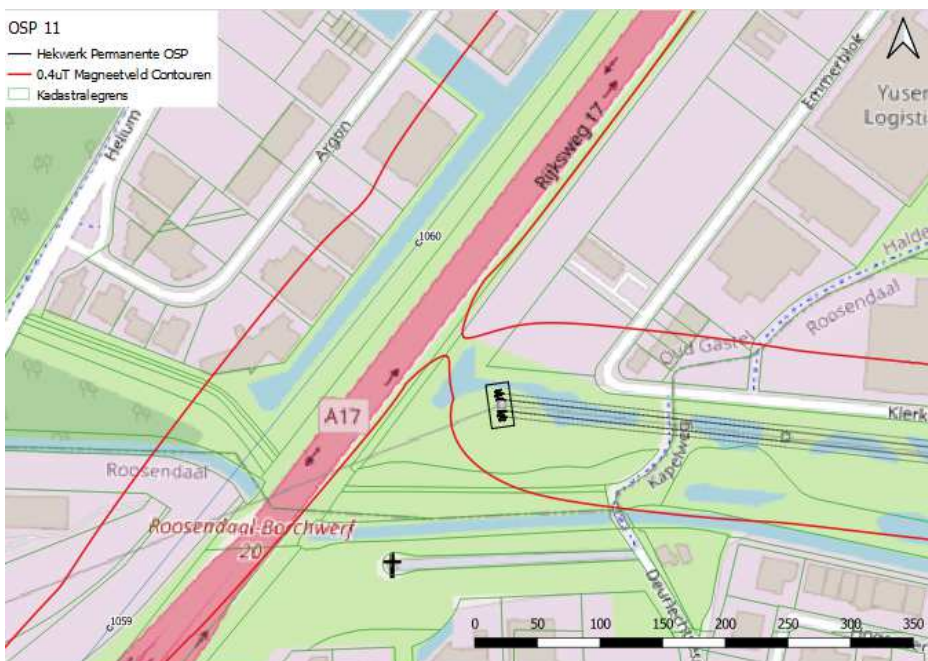 OSP 11
Hekwerk Permanente OSP
0.4uT Magneetveld Contouren
Kadastralegrens
Helium
Argon
Rijksweg 17
Emmerblok
Yusen
Logisti
1060
Halde
Roosendaal
Oud Gastel
Klerk
A17
Kapelweg
Roosendaal
Roosendaal-Borchwerf
20
1059
0 50 100 150 200 250 300 350